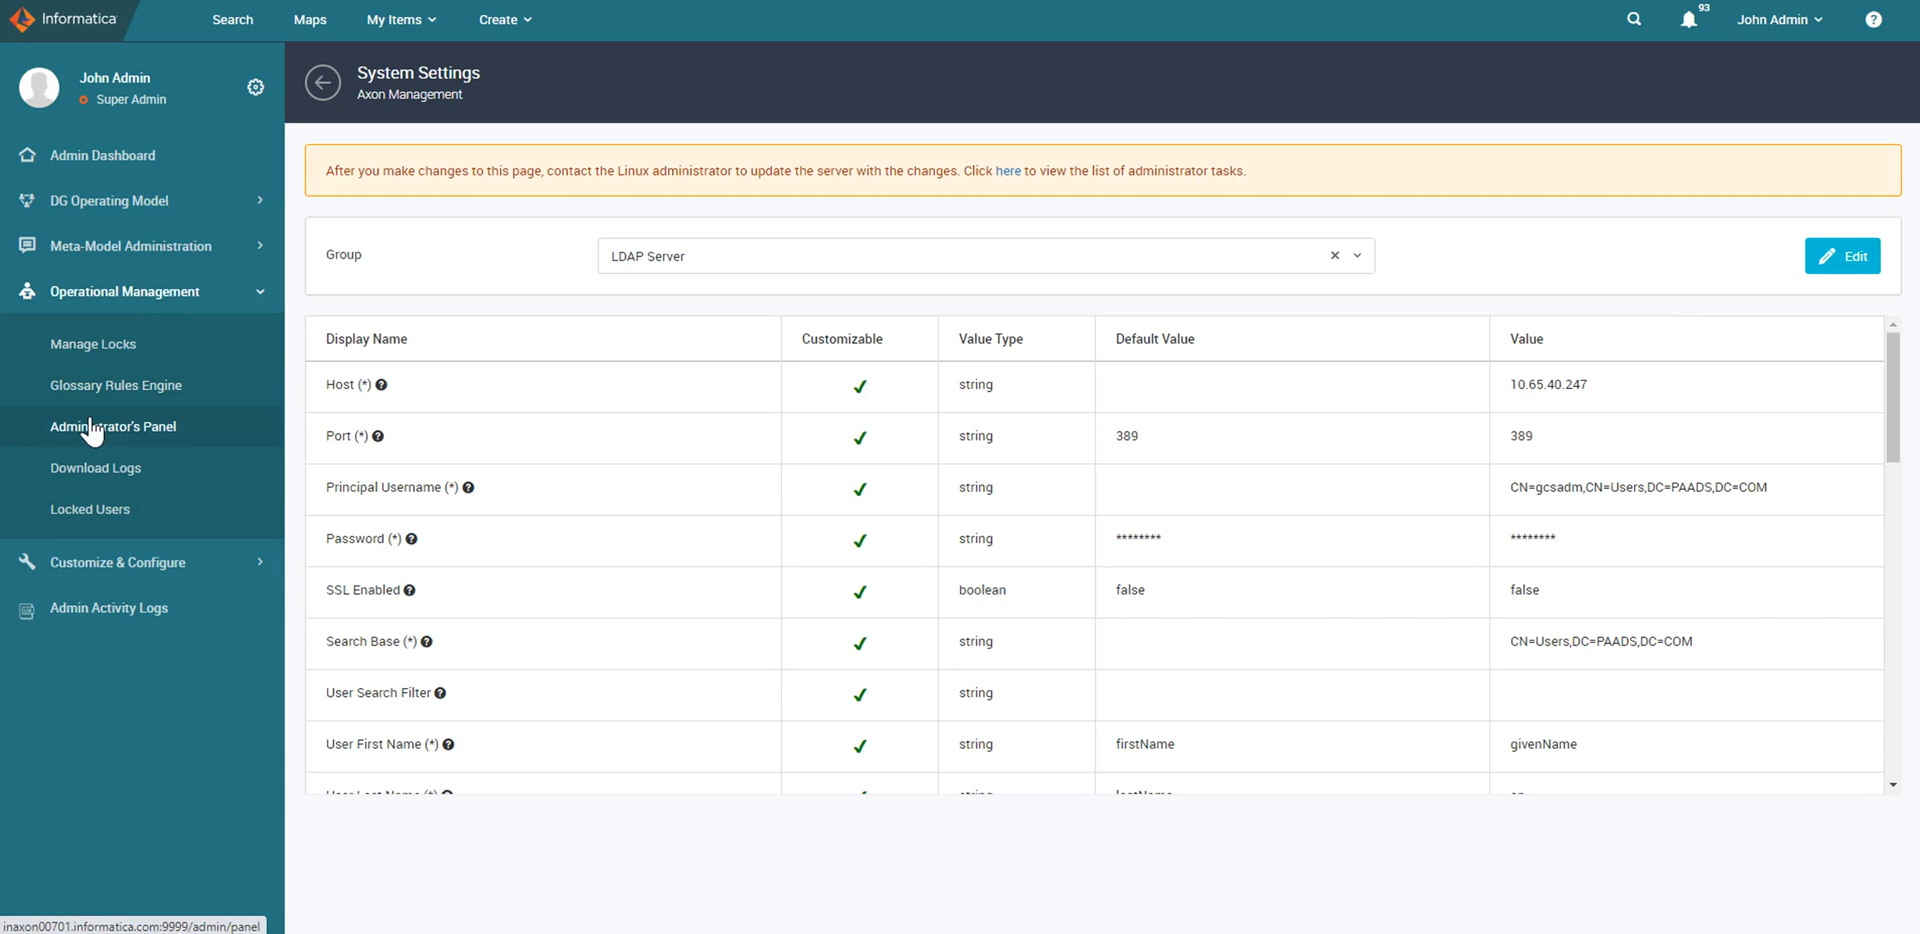 Informatica
Search
Maps
My Items
Create
93
John Admin
?
John Admin
Super Admin
Admin Dashboard
DG Operating Model
Meta-Model Administration
Operational Management
Manage Locks
Glossary Rules Engine
Administrator's Panel
Download Logs
Locked Users
Customize & Configure
Admin Activity Logs
System Settings
Axon Management
After you make changes to this page, contact the Linux administrator to update the server with the changes. Click here to view the list of administrator tasks.
Group
LDAP Server
Edit
Display Name Customizable Value Type Default Value Value
Host (*) string 10.65.40.247
Port (*) string 389 389
Principal Username (*) string CN=gcsadm,CN=Users,DC=PAADS,DC=COM
Password (*) string ******** ********
SSL Enabled boolean false false
Search Base (*) string CN=Users,DC=PAADS,DC=COM
User Search Filter string
User First Name (*) string firstName givenName
inaxon00701.informatica.com:9999/admin/panel